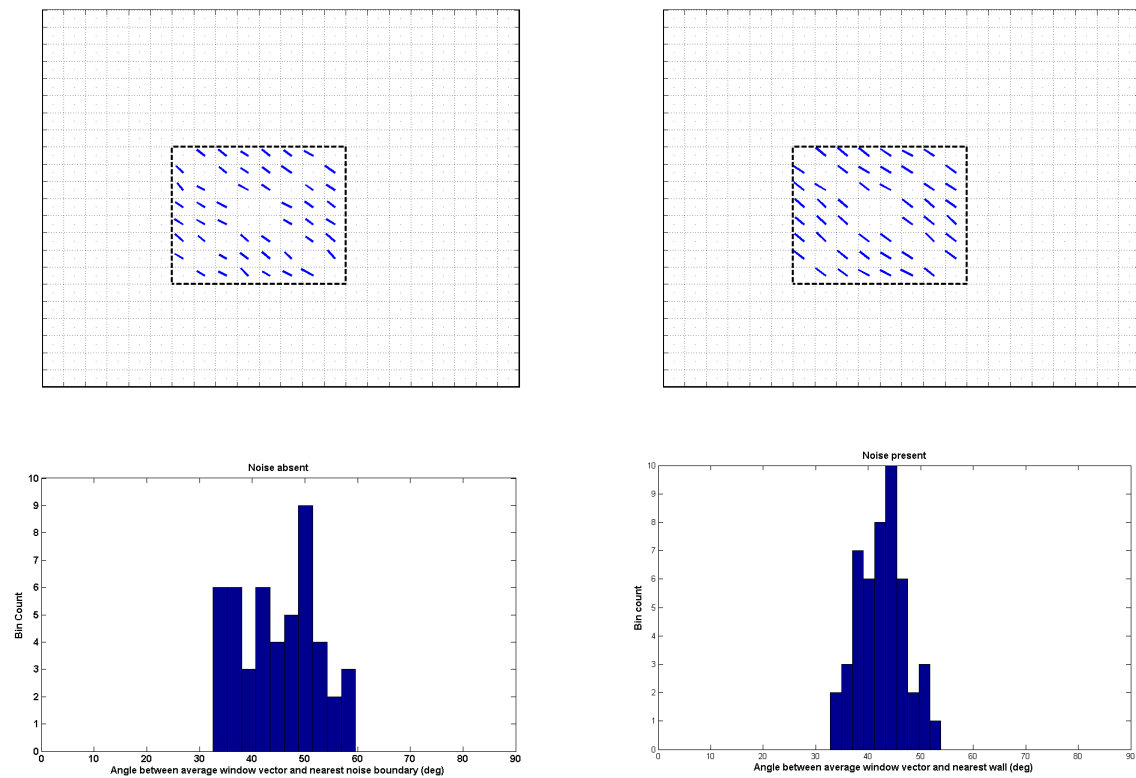 Noise absent
10
9
8
7
6
5
4
3
2
1
0
Bin Count
0 10 20 30 40 50 60 70 80 90
Angle between average window vector and nearest noise boundary (deg)
Noise present
10
9
8
7
6
5
4
3
2
1
0
Bin count
0 10 20 30 40 50 60 70 80 90
Angle between average window vector and nearest wall (deg)